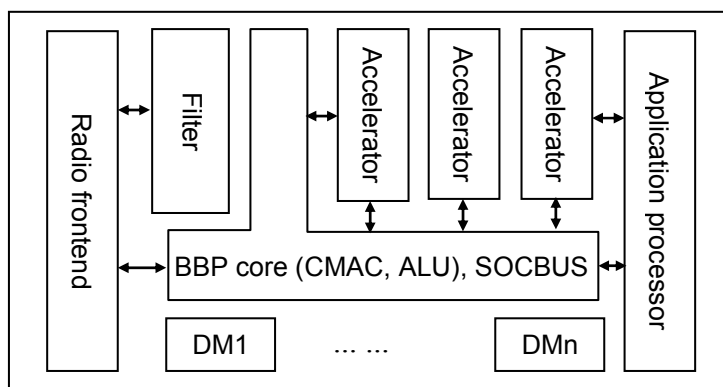 Radio frontend
Filter
Accelerator
Accelerator
Accelerator
Application processor
BBP core (CMAC, ALU), SOCBUS
DM1
... ...
DMn